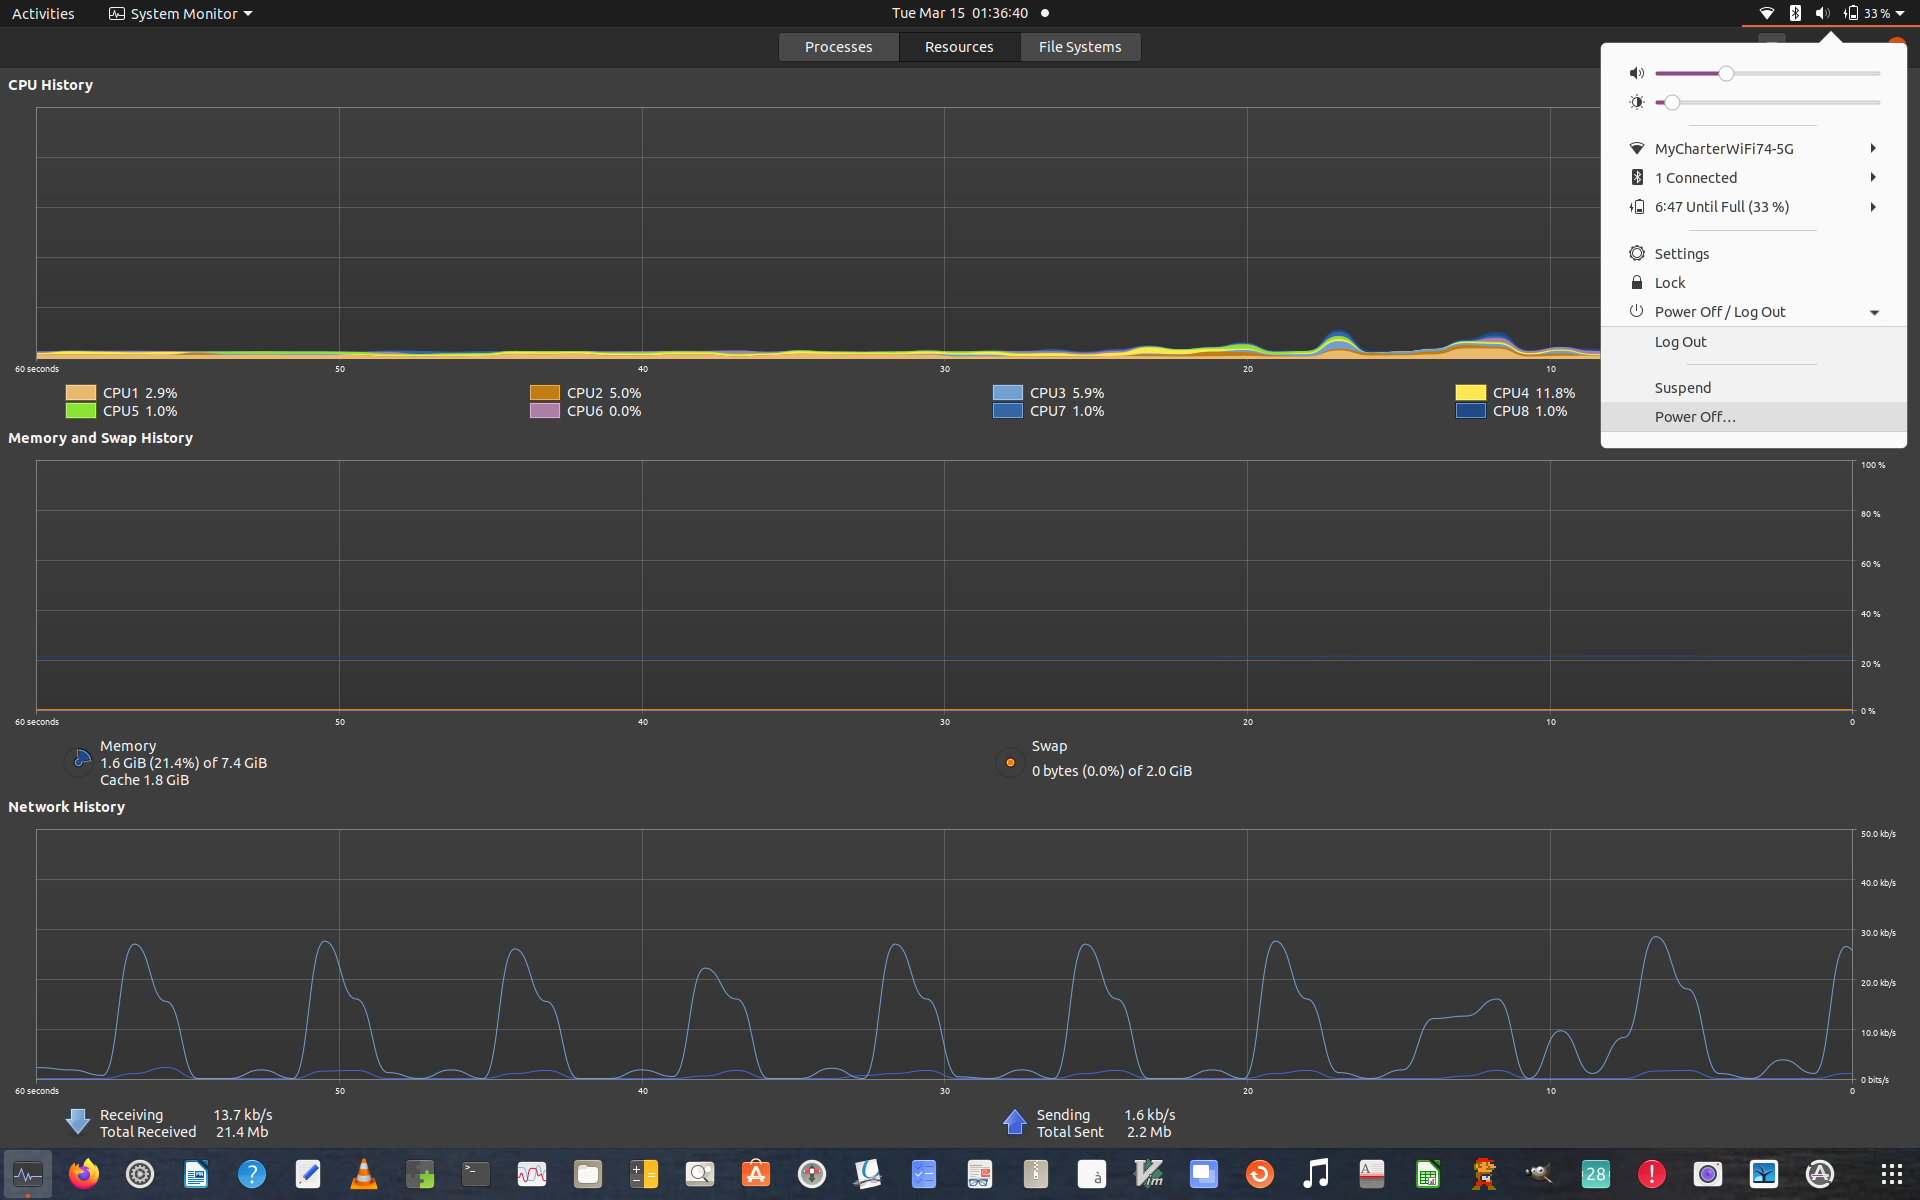 Activities
System Monitor
Tue Mar 15 01:36:40
33 %
Processes
Resources
File Systems
CPU History
60 seconds
50
40
30
20
10
CPU1 2.9%
CPU2 5.0%
CPU3 5.9%
CPU4 11.8%
CPU5 1.0%
CPU6 0.0%
CPU7 1.0%
CPU8 1.0%
MyCharterWiFi74-5G
1 Connected
6:47 Until Full (33 %)
Settings
Lock
Power Off / Log Out
Log Out
Suspend
Power Off…
Memory and Swap History
100 %
80 %
60 %
40 %
20 %
0 %
60 seconds
50
40
30
20
10
0
Memory
1.6 GiB (21.4%) of 7.4 GiB
Cache 1.8 GiB
Swap
0 bytes (0.0%) of 2.0 GiB
Network History
50.0 kb/s
40.0 kb/s
30.0 kb/s
20.0 kb/s
10.0 kb/s
0 bits/s
60 seconds
50
40
30
20
10
0
Receiving 13.7 kb/s
Total Received 21.4 Mb
Sending 1.6 kb/s
Total Sent 2.2 Mb
?
>_
à
Vim
A
28
!